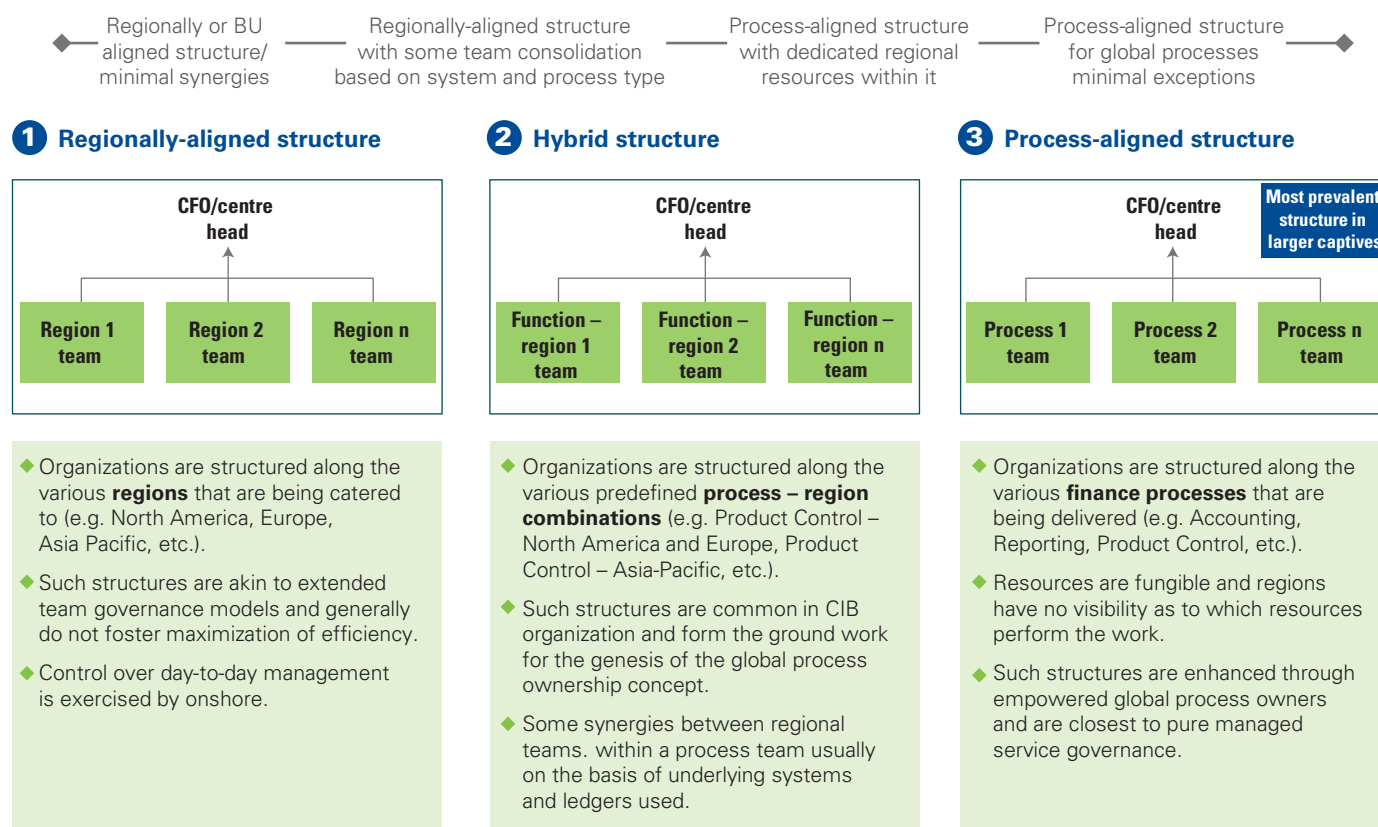 Regionally or BU
aligned structure/
minimal synergies
Regionally-aligned structure
with some team consolidation
based on system and process type
Process-aligned structure
with dedicated regional
resources within it
Process-aligned structure
for global processes
minimal exceptions
1 Regionally-aligned structure
CFO/centre
head
Region 1
team
Region 2
team
Region n
team
Organizations are structured along the
various regions that are being catered
to (e.g. North America, Europe,
Asia Pacific, etc.).
Such structures are akin to extended
team governance models and generally
do not foster maximization of efficiency.
Control over day-to-day management
is exercised by onshore.
2 Hybrid structure
CFO/centre
head
Function –
region 1
team
Function –
region 2
team
Function –
region n
team
Organizations are structured along the
various predefined process – region
combinations (e.g. Product Control –
North America and Europe, Product
Control – Asia-Pacific, etc.).
Such structures are common in CIB
organization and form the ground work
for the genesis of the global process
ownership concept.
Some synergies between regional
teams. within a process team usually
on the basis of underlying systems
and ledgers used.
3 Process-aligned structure
CFO/centre
head
Most prevalent
structure in
larger captives
Process 1
team
Process 2
team
Process n
team
Organizations are structured along the
various finance processes that are
being delivered (e.g. Accounting,
Reporting, Product Control, etc.).
Resources are fungible and regions
have no visibility as to which resources
perform the work.
Such structures are enhanced through
empowered global process owners
and are closest to pure managed
service governance.